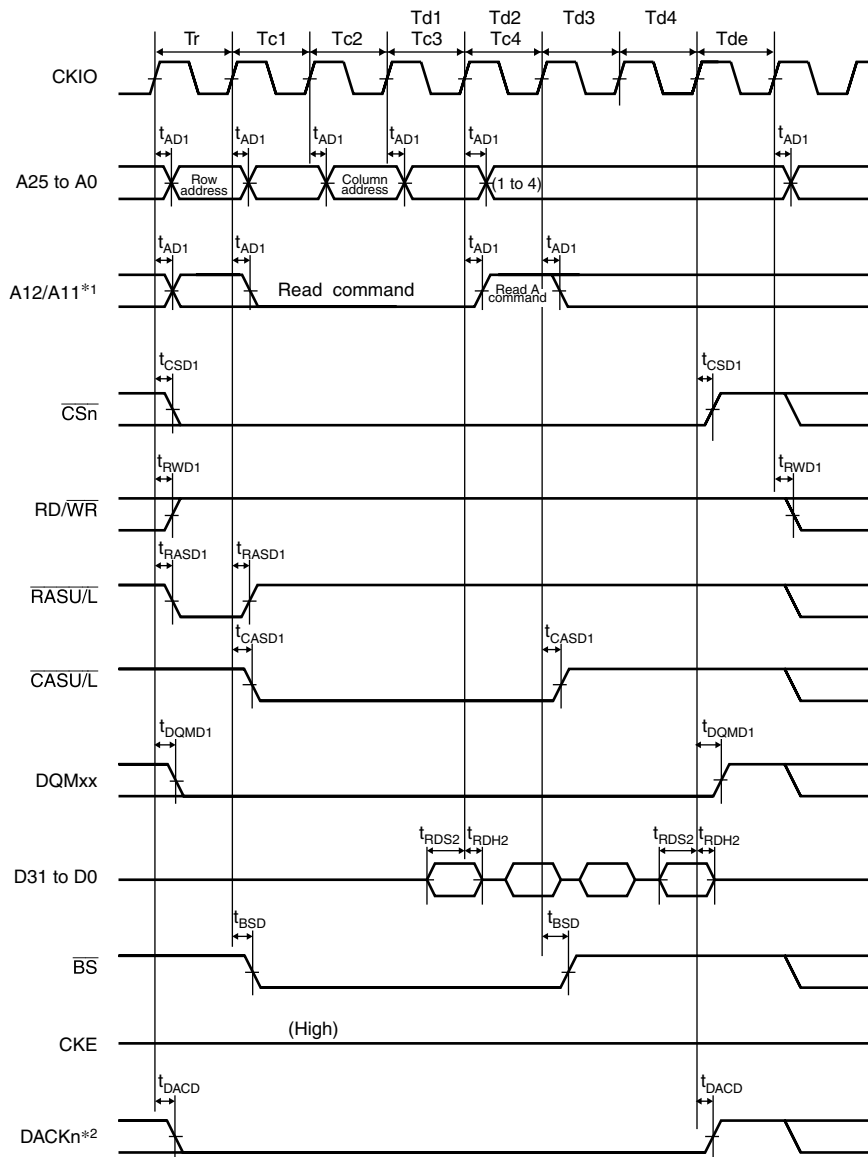 Td1 Td2 Td3 Td4
Tr Tc1 Tc2 Tc3 Tc4 Tde
CKIO
tAD1 tAD1 tAD1 tAD1 tAD1 tAD1
A25 to A0
Row address
Column address
(1 to 4)
tAD1 tAD1 tAD1 tAD1
A12/A11*1
Read command
Read A command
tCSD1 tCSD1
CSn
tRWD1 tRWD1
RD/WR
tRASD1 tRASD1
RASU/L
tCASD1 tCASD1
CASU/L
tDQMD1 tDQMD1
DQMxx
tRDS2 tRDH2 tRDS2 tRDH2
D31 to D0
tBSD tBSD
BS
(High)
CKE
tDACD tDACD
DACKn*2